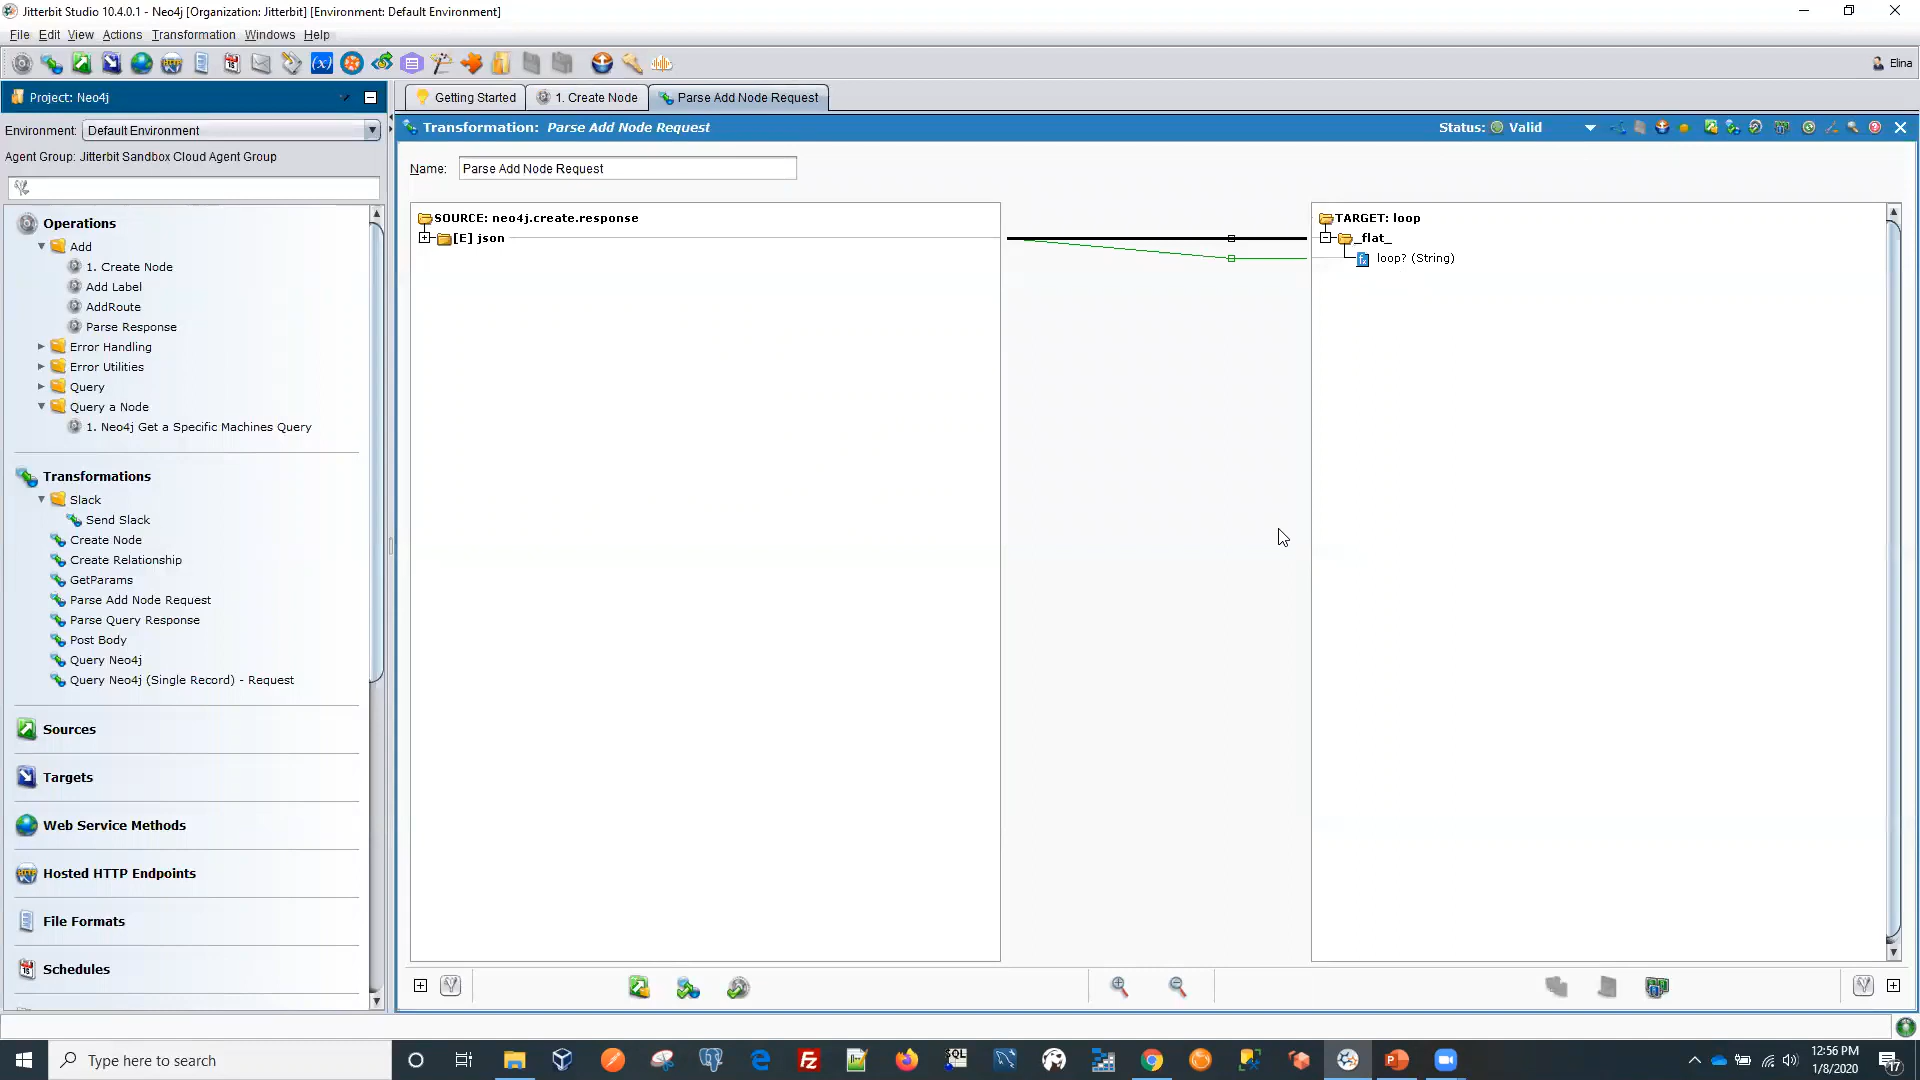 Jitterbit Studio 10.4.0.1 - Neo4j [Organization: Jitterbit] [Environment: Default Environment]
File Edit View Actions Transformation Windows Help
Elina
Project: Neo4j
Getting Started
1. Create Node
Parse Add Node Request
Environment: Default Environment
Transformation: Parse Add Node Request
Status: Valid
Agent Group: Jitterbit Sandbox Cloud Agent Group
Name: Parse Add Node Request
Operations
Add
1. Create Node
Add Label
AddRoute
Parse Response
Error Handling
Error Utilities
Query
Query a Node
1. Neo4j Get a Specific Machines Query
Transformations
Slack
Send Slack
Create Node
Create Relationship
GetParams
Parse Add Node Request
Parse Query Response
Post Body
Query Neo4j
Query Neo4j (Single Record) - Request
Sources
Targets
Web Service Methods
Hosted HTTP Endpoints
File Formats
Schedules
SOURCE: neo4j.create.response
[E] json
TARGET: loop
_flat_
loop? (String)
Type here to search
12:56 PM
1/8/2020
17